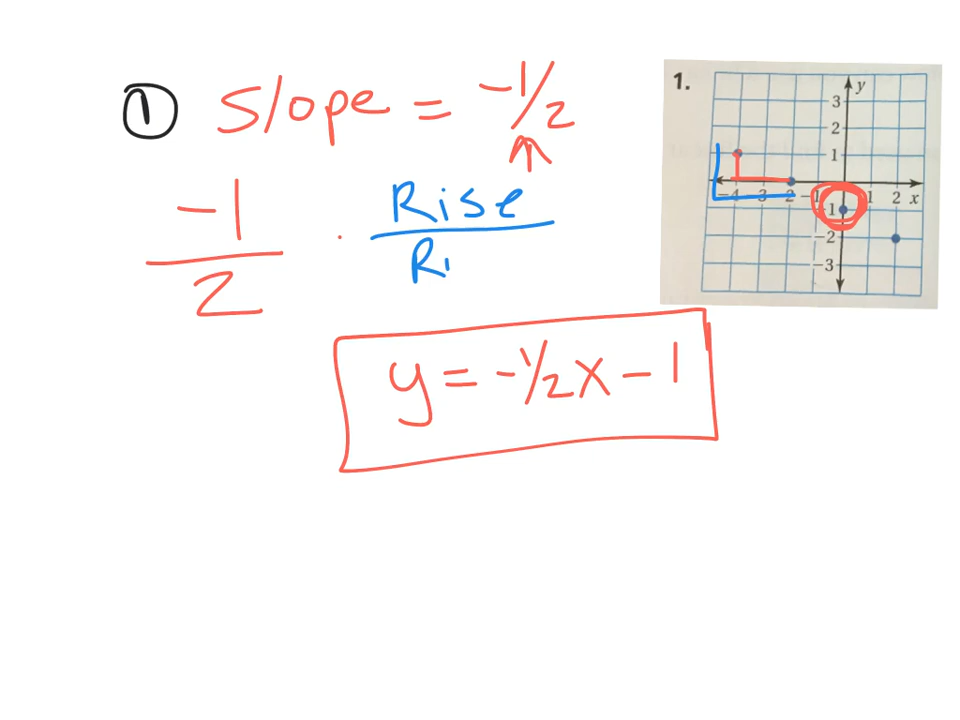 ① slope = -1/2
-1
2
Rise
Ri
y = -1/2x - 1
1.
y
3
2
1
-4 3 2 -1 1 2 x
1
-2
-3